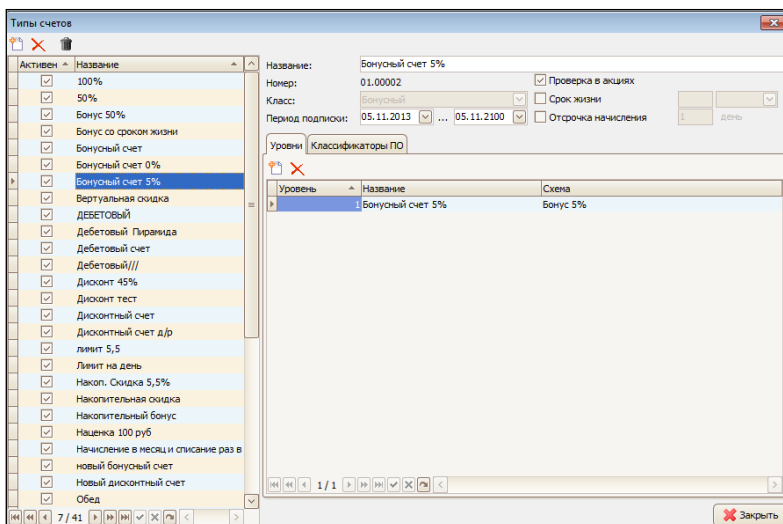 Типы счетов
Активен Название
100%
50%
Бонус 50%
Бонус со сроком жизни
Бонусный счет
Бонусный счет 0%
Бонусный счет 5%
Вертуальная скидка
ДЕБЕТОВЫЙ
Дебетовый Пирамида
Дебетовый счет
Дебетовый///
Дисконт 45%
Дисконт тест
Дисконтный счет
Дисконтный счет д/р
лимит 5,5
Лимит на день
Накоп. Скидка 5,5%
Накопительная скидка
Накопительный бонус
Наценка 100 руб
Начисление в месяц и списание раз в
новый бонусный счет
Новый дисконтный счет
Обед
7 / 41
Название: Бонусный счет 5%
Номер: 01.00002 Проверка в акциях
Класс: Бонусный Срок жизни
Период подписки: 05.11.2013 ... 05.11.2100 Отсрочка начисления 1 день
Уровни Классификаторы ПО
Уровень Название Схема
1 Бонусный счет 5% Бонус 5%
1 / 1
Закрыть